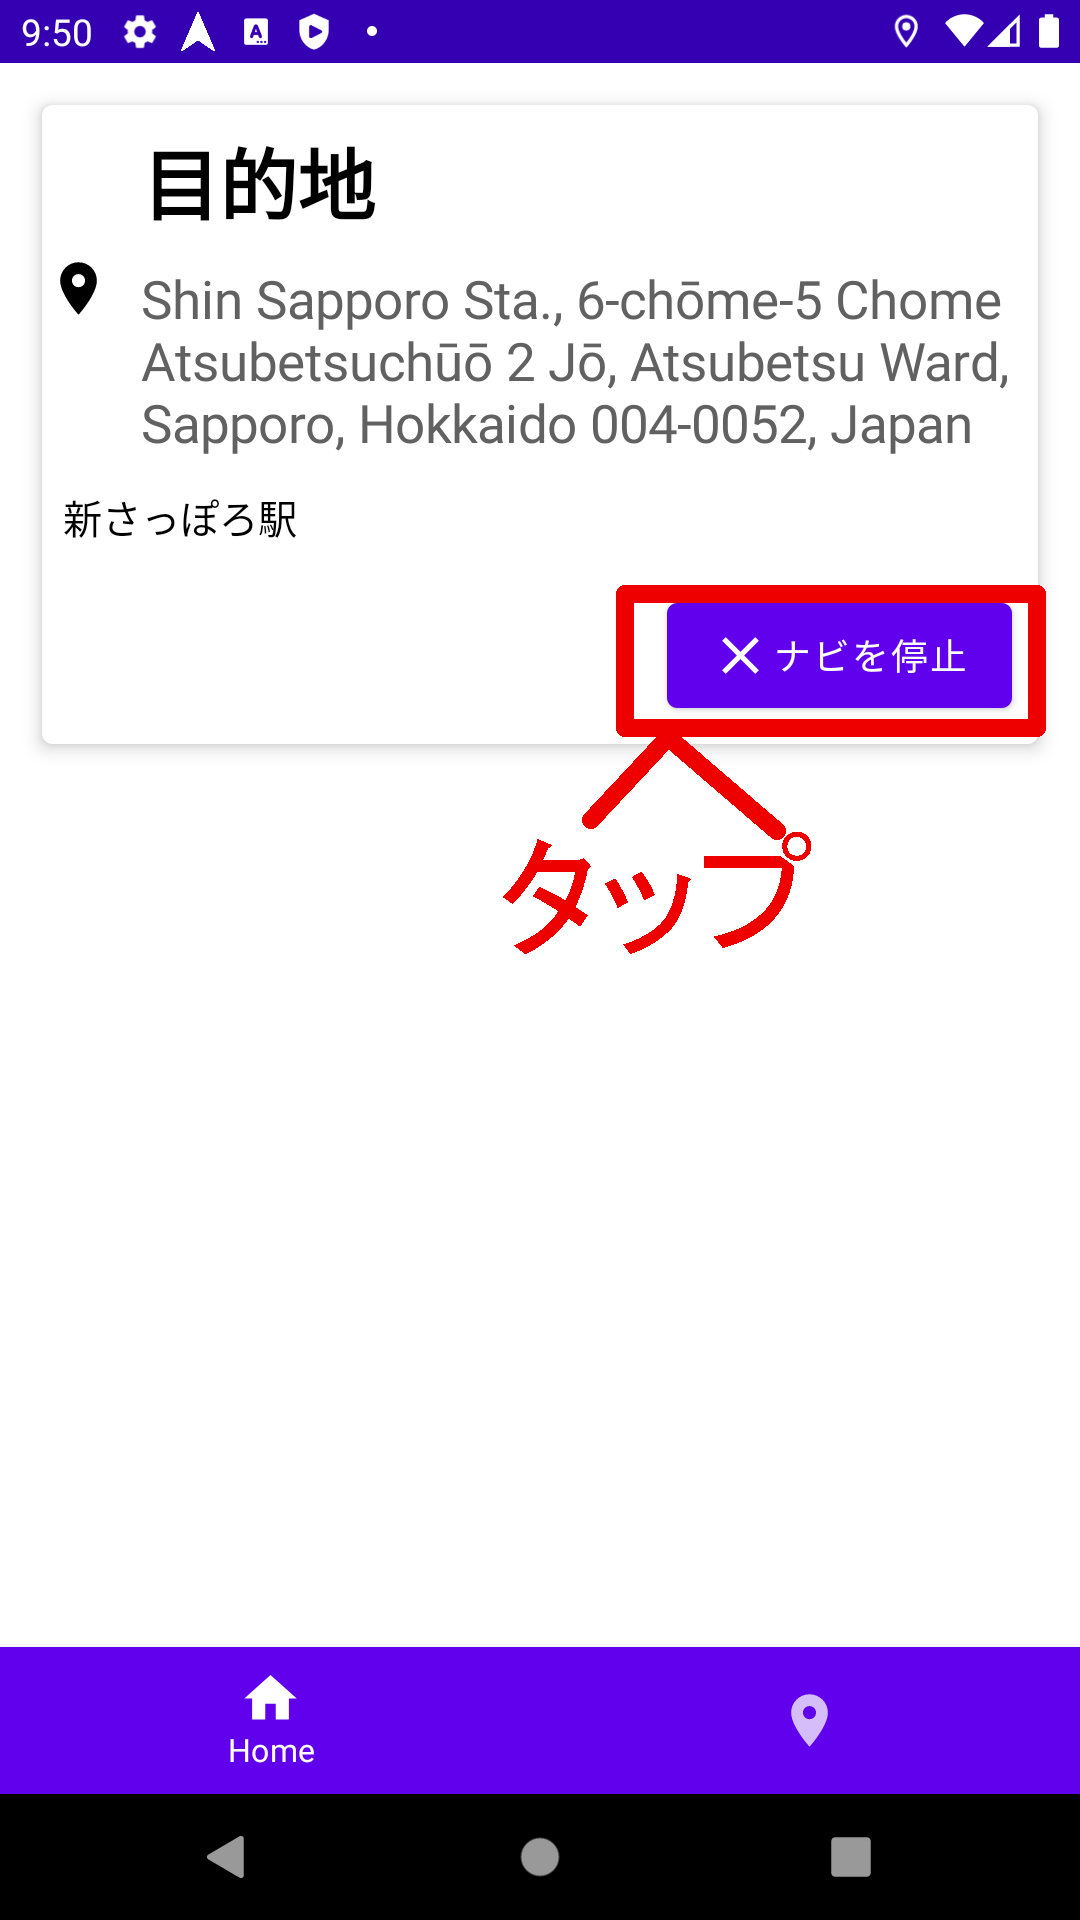 9:50
目的地
Shin Sapporo Sta., 6-chōme-5 Chome
Atsubetsuchūō 2 Jō, Atsubetsu Ward,
Sapporo, Hokkaido 004-0052, Japan
新さっぽろ駅
ナビを停止
タップ
Home